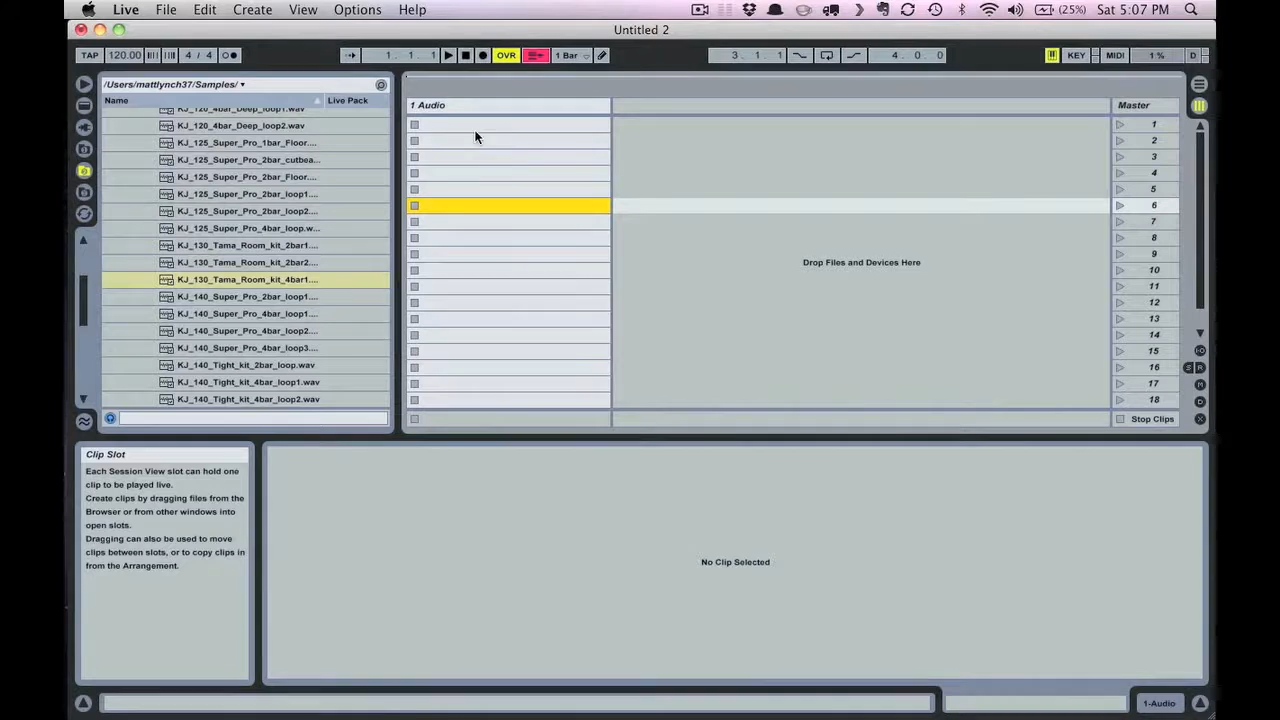 Live File Edit Create View Options Help (25%) Sat 5:07 PM
Untitled 2
TAP 120.00 4 / 4 1. 1. 1 OVR 1 Bar 3. 1. 1 4. 0. 0 KEY MIDI 1 % D
/Users/mattlynch37/Samples/
Name Live Pack
KJ_120_4bar_Deep_loop1.wav
KJ_120_4bar_Deep_loop2.wav
KJ_125_Super_Pro_1bar_Floor....
KJ_125_Super_Pro_2bar_cutbea...
KJ_125_Super_Pro_2bar_Floor....
KJ_125_Super_Pro_2bar_loop1....
KJ_125_Super_Pro_2bar_loop2....
KJ_125_Super_Pro_4bar_loop.w...
KJ_130_Tama_Room_kit_2bar1....
KJ_130_Tama_Room_kit_2bar2....
KJ_130_Tama_Room_kit_4bar1....
KJ_140_Super_Pro_2bar_loop1....
KJ_140_Super_Pro_4bar_loop1....
KJ_140_Super_Pro_4bar_loop2....
KJ_140_Super_Pro_4bar_loop3....
KJ_140_Tight_kit_2bar_loop.wav
KJ_140_Tight_kit_4bar_loop1.wav
KJ_140_Tight_kit_4bar_loop2.wav
1 Audio
Drop Files and Devices Here
Master
1
2
3
4
5
6
7
8
9
10
11
12
13
14
15
16
17
18
Stop Clips
S R
M
D
X
Clip Slot
Each Session View slot can hold one
clip to be played live.
Create clips by dragging files from the
Browser or from other windows into
open slots.
Dragging can also be used to move
clips between slots, or to copy clips in
from the Arrangement.
No Clip Selected
1-Audio